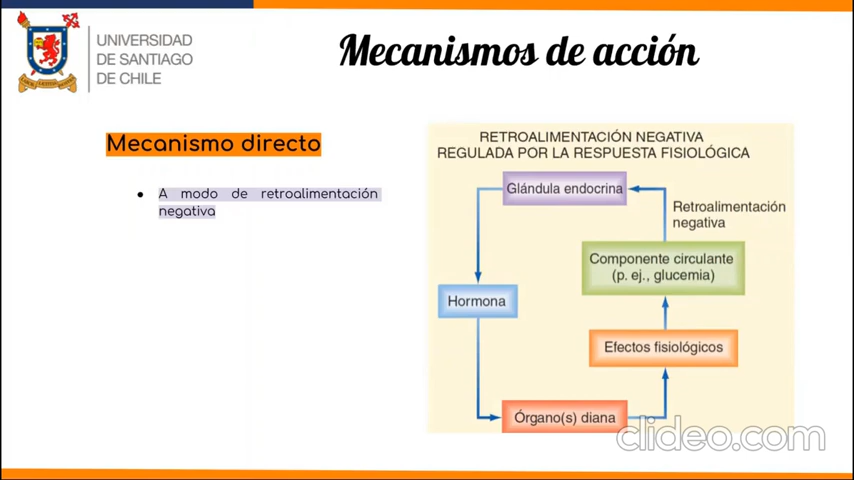 UNIVERSIDAD
DE SANTIAGO
DE CHILE
Mecanismos de acción
Mecanismo directo
● A modo de retroalimentación
negativa
RETROALIMENTACIÓN NEGATIVA
REGULADA POR LA RESPUESTA FISIOLÓGICA
Glándula endocrina
Retroalimentación
negativa
Componente circulante
(p. ej., glucemia)
Hormona
Efectos fisiológicos
Órgano(s) diana
clideo.com